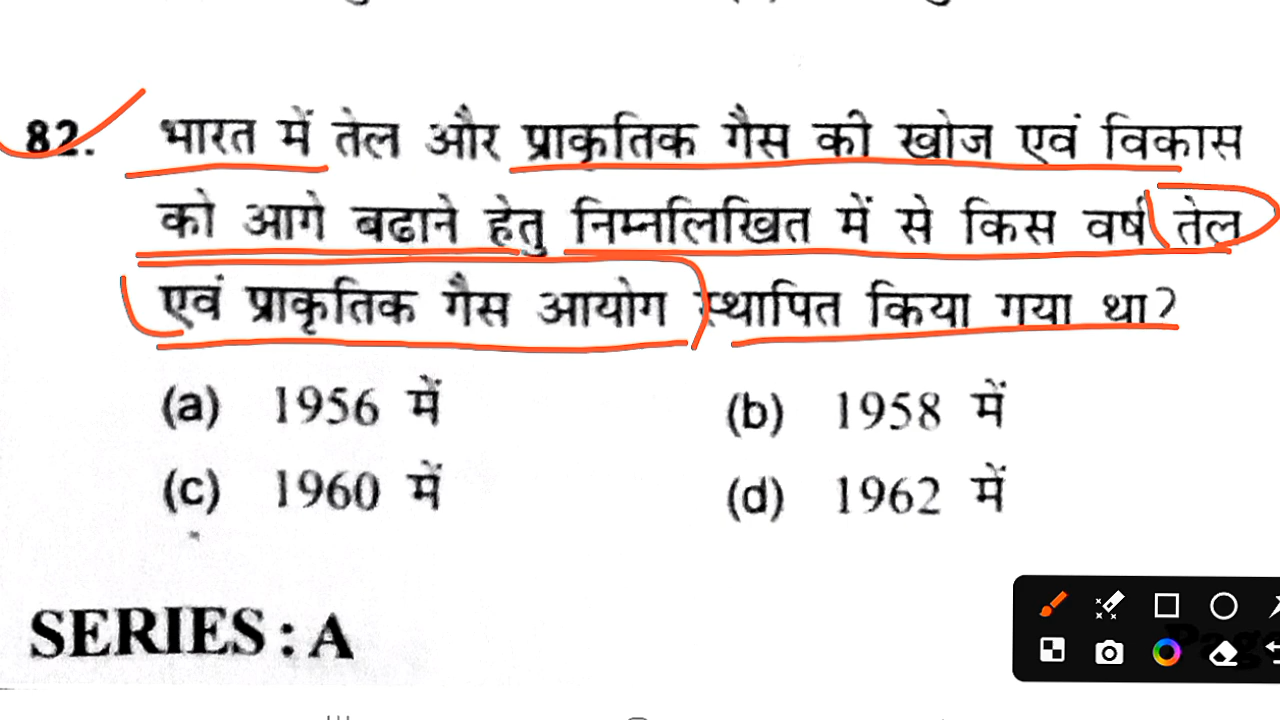 82. भारत में तेल और प्राकृतिक गैस की खोज एवं विकास
को आगे बढाने हेतु निम्नलिखित में से किस वर्ष तेल
एवं प्राकृतिक गैस आयोग स्थापित किया गया था?
(a) 1956 में (b) 1958 में
(c) 1960 में (d) 1962 में
SERIES : A